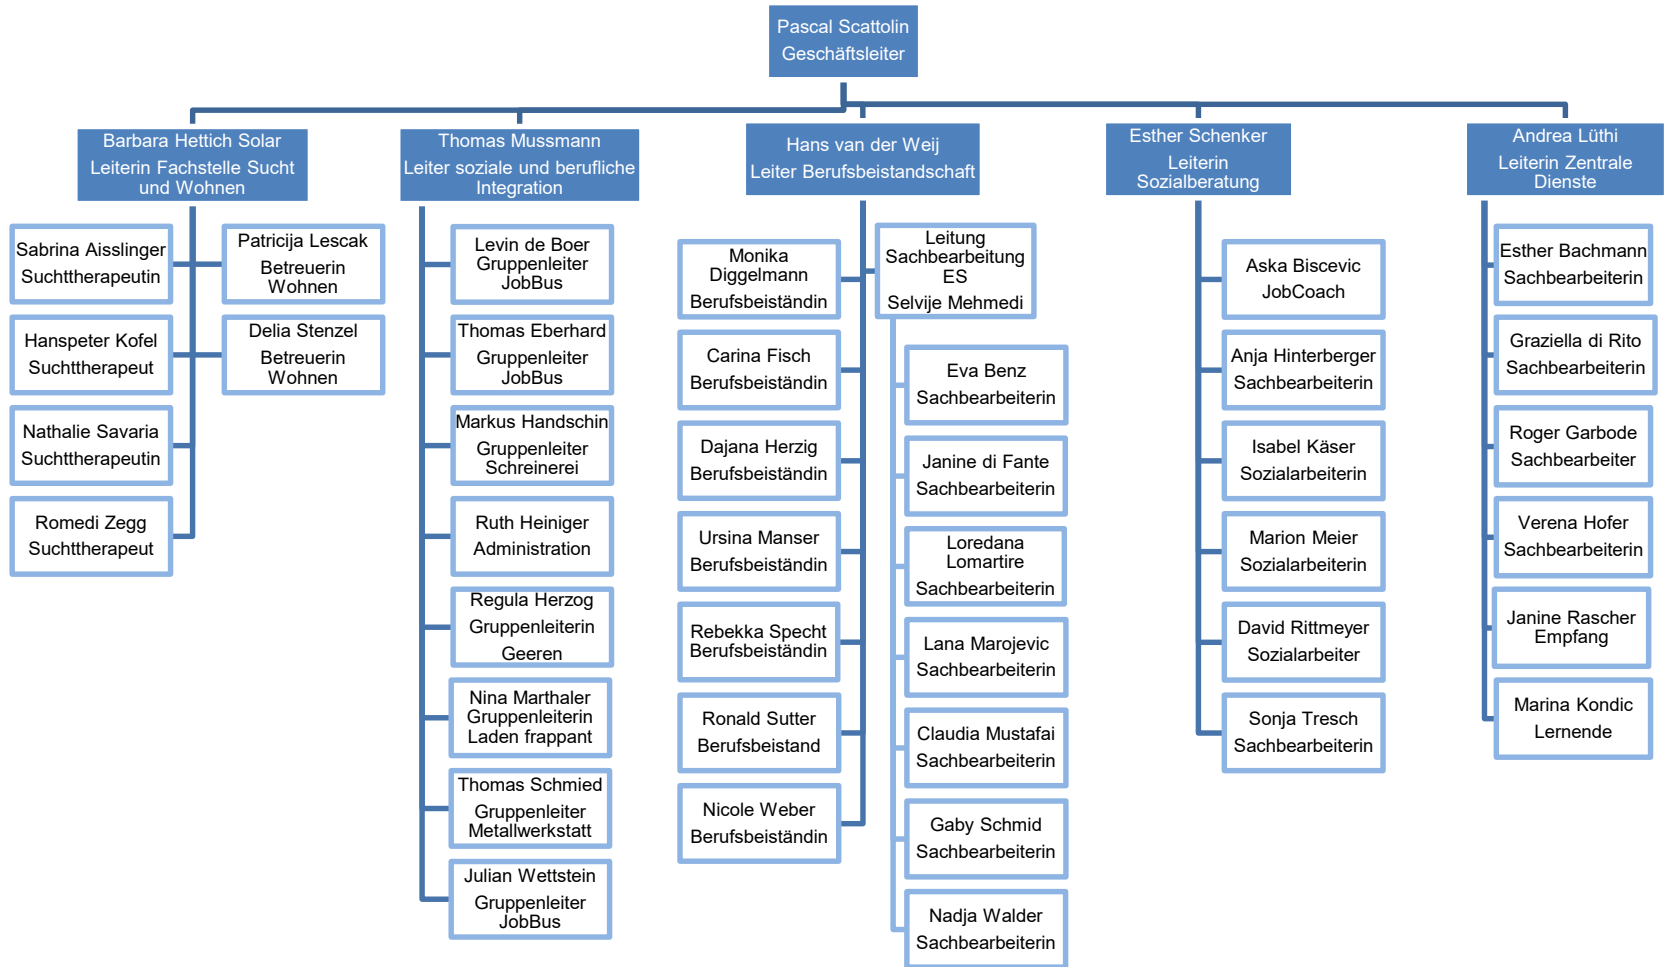 Pascal Scattolin
Geschäftsleiter
Barbara Hettich Solar
Leiterin Fachstelle Sucht
und Wohnen
Sabrina Aisslinger
Suchttherapeutin
Patricija Lescak
Betreuerin
Wohnen
Hanspeter Kofel
Suchttherapeut
Delia Stenzel
Betreuerin
Wohnen
Nathalie Savaria
Suchttherapeutin
Romedi Zegg
Suchttherapeut
Thomas Mussmann
Leiter soziale und berufliche
Integration
Levin de Boer
Gruppenleiter
JobBus
Thomas Eberhard
Gruppenleiter
JobBus
Markus Handschin
Gruppenleiter
Schreinerei
Ruth Heiniger
Administration
Regula Herzog
Gruppenleiterin
Geeren
Nina Marthaler
Gruppenleiterin
Laden frappant
Thomas Schmied
Gruppenleiter
Metallwerkstatt
Julian Wettstein
Gruppenleiter
JobBus
Hans van der Weij
Leiter Berufsbeistandschaft
Monika
Diggelmann
Berufsbeiständin
Carina Fisch
Berufsbeiständin
Dajana Herzig
Berufsbeiständin
Ursina Manser
Berufsbeiständin
Rebekka Specht
Berufsbeiständin
Ronald Sutter
Berufsbeistand
Nicole Weber
Berufsbeiständin
Leitung
Sachbearbeitung
ES
Selvije Mehmedi
Eva Benz
Sachbearbeiterin
Janine di Fante
Sachbearbeiterin
Loredana
Lomartire
Sachbearbeiterin
Lana Marojevic
Sachbearbeiterin
Claudia Mustafai
Sachbearbeiterin
Gaby Schmid
Sachbearbeiterin
Nadja Walder
Sachbearbeiterin
Esther Schenker
Leiterin
Sozialberatung
Aska Biscevic
JobCoach
Anja Hinterberger
Sachbearbeiterin
Isabel Käser
Sozialarbeiterin
Marion Meier
Sozialarbeiterin
David Rittmeyer
Sozialarbeiter
Sonja Tresch
Sachbearbeiterin
Andrea Lüthi
Leiterin Zentrale
Dienste
Esther Bachmann
Sachbearbeiterin
Graziella di Rito
Sachbearbeiterin
Roger Garbode
Sachbearbeiter
Verena Hofer
Sachbearbeiterin
Janine Rascher
Empfang
Marina Kondic
Lernende